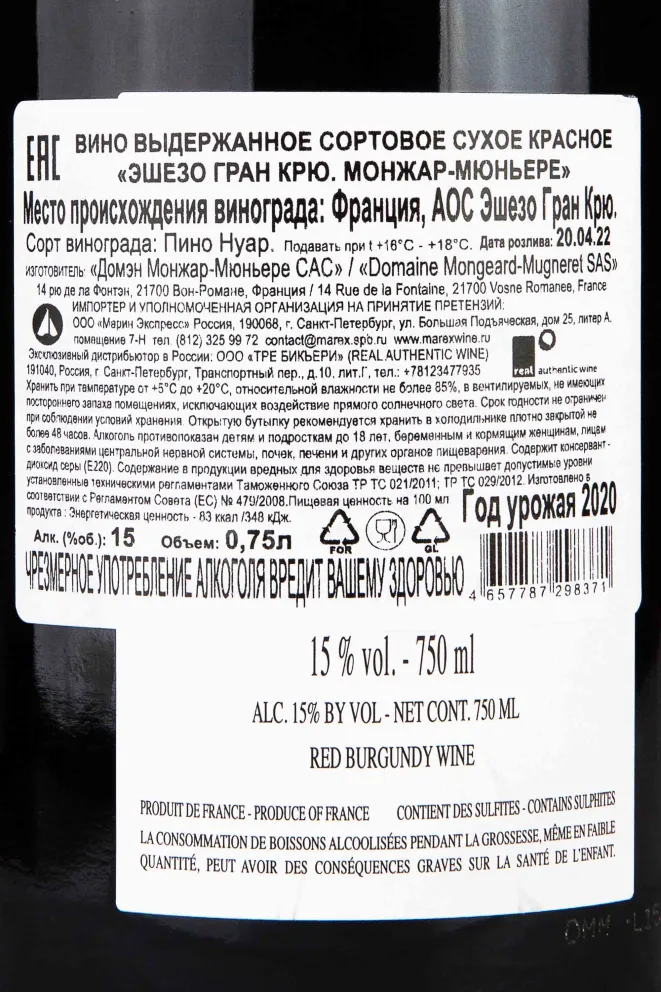 EAC
ВИНО ВЫДЕРЖАННОЕ СОРТОВОЕ СУХОЕ КРАСНОЕ
«ЭШЕЗО ГРАН КРЮ. МОНЖАР-МЮНЬЕРЕ»
Место происхождения винограда: Франция, АОС Эшезо Гран Крю.
Сорт винограда: Пино Нуар. Подавать при t +16°С - +18°С. Дата розлива: 20.04.22
изготовитель: «Домэн Монжар-Мюньере САС» / «Domaine Mongeard-Mugneret SAS»
14 рю де ла Фонтэн, 21700 Вон-Романе, Франция / 14 Rue de la Fontaine, 21700 Vosne Romanee, France
ИМПОРТЕР И УПОЛНОМОЧЕННАЯ ОРГАНИЗАЦИЯ НА ПРИНЯТИЕ ПРЕТЕНЗИЙ:
ООО «Марин Экспресс» Россия, 190068, г. Санкт-Петербург, ул. Большая Подъяческая, дом 25, литер А.
помещение 7-Н тел. (812) 325 99 72 contact@marex.spb.ru www.marexwine.ru
Эксклюзивный дистрибьютор в России: ООО «ТРЕ БИКЬЕРИ» (REAL AUTHENTIC WINE)
191040, Россия, г. Санкт-Петербург, Транспортный пер., д.10. лит.Г, тел.: +78123477935
real authentic wine
Хранить при температуре от +5°С до +20°С, относительной влажности не более 85%, в вентилируемых, не имеющих
постороннего запаха помещениях, исключающих воздействие прямого солнечного света. Срок годности не ограничен
при соблюдении условий хранения. Открытую бутылку рекомендуется хранить в холодильнике плотно закрытой не
более 48 часов. Алкоголь противопоказан детям и подросткам до 18 лет, беременным и кормящим женщинам, лицам
с заболеваниями центральной нервной системы, почек, печени и других органов пищеварения. Содержит консервант-
диоксид серы (Е220). Содержание в продукции вредных для здоровья веществ не превышает допустимые уровни
установленные техническими регламентами Таможенного Союза ТР ТС 021/2011; ТР ТС 029/2012. Изготовлено в
соответствии с Регламентом Совета (ЕС) № 479/2008.Пищевая ценность на 100 мл
продукта : Энергетическая ценность - 83 ккал /348 кДж.
Год урожая 2020
Алк. (%об.): 15 Объем: 0,75л
FOR
GL
ЧРЕЗМЕРНОЕ УПОТРЕБЛЕНИЕ АЛКОГОЛЯ ВРЕДИТ ВАШЕМУ ЗДОРОВЬЮ
4 657787 298371
15 % vol. - 750 ml
ALC. 15% BY VOL - NET CONT. 750 ML
RED BURGUNDY WINE
PRODUIT DE FRANCE - PRODUCE OF FRANCE CONTIENT DES SULFITES - CONTAINS SULPHITES
LA CONSOMMATION DE BOISSONS ALCOOLISÉES PENDANT LA GROSSESSE, MÊME EN FAIBLE
QUANTITÉ, PEUT AVOIR DES CONSÉQUENCES GRAVES SUR LA SANTÉ DE L'ENFANT.